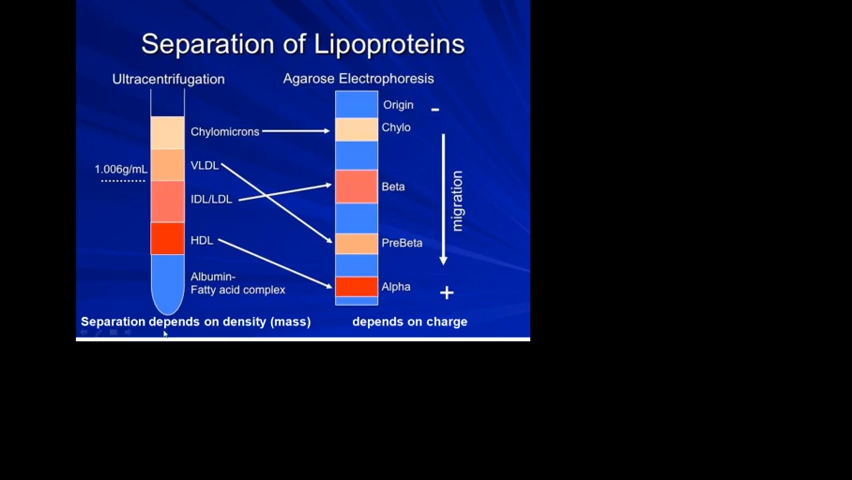 Separation of Lipoproteins
Ultracentrifugation
Agarose Electrophoresis
Origin
-
Chylomicrons
Chylo
1.006g/mL
VLDL
IDL/LDL
Beta
migration
HDL
PreBeta
Albumin-
Fatty acid complex
Alpha
+
Separation depends on density (mass)
depends on charge